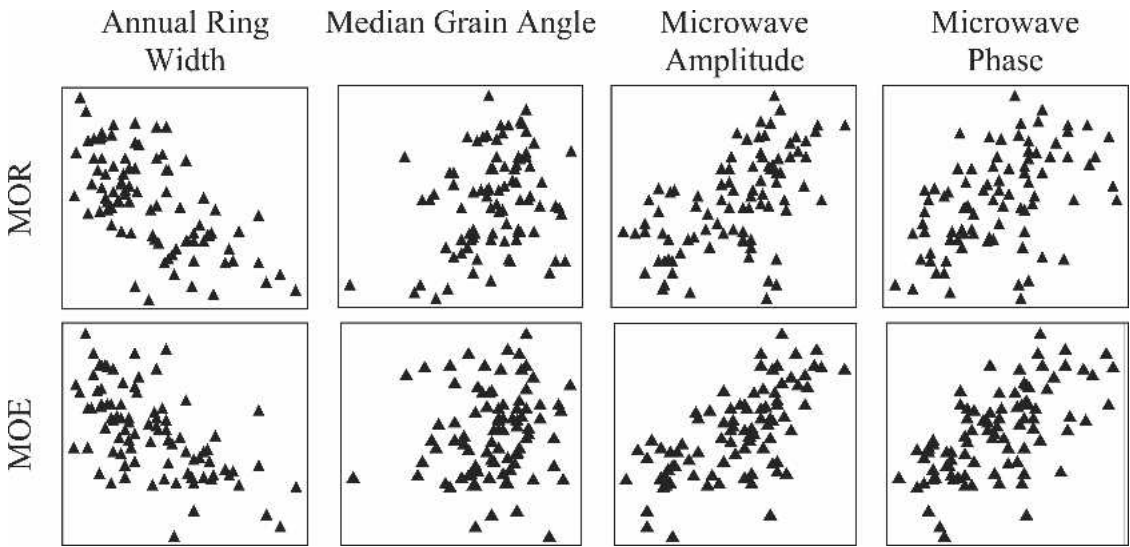 Annual Ring
Width
Median Grain Angle
Microwave
Amplitude
Microwave
Phase
MOR
MOE